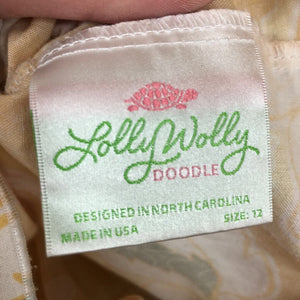 Lolly Wolly
DOODLE
DESIGNED IN NORTH CAROLINA
MADE IN USA SIZE: 12